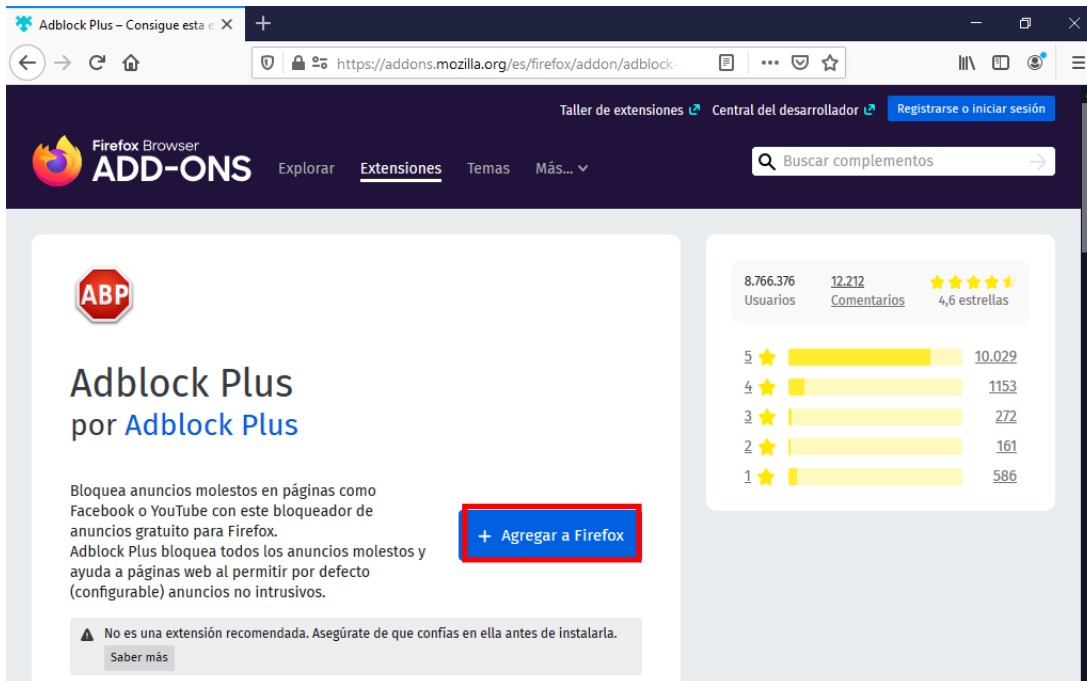 Adblock Plus – Consigue esta e
https://addons.mozilla.org/es/firefox/addon/adblock-
Taller de extensiones Central del desarrollador Registrarse o iniciar sesión
Firefox Browser
ADD-ONS Explorar Extensiones Temas Más... Buscar complementos
ABP
8.766.376 12.212
Usuarios Comentarios 4,6 estrellas
5 10.029
4 1153
3 272
2 161
1 586
Adblock Plus
por Adblock Plus
Bloquea anuncios molestos en páginas como
Facebook o YouTube con este bloqueador de
anuncios gratuito para Firefox.
Adblock Plus bloquea todos los anuncios molestos y
ayuda a páginas web al permitir por defecto
(configurable) anuncios no intrusivos.
+ Agregar a Firefox
No es una extensión recomendada. Asegúrate de que confías en ella antes de instalarla.
Saber más